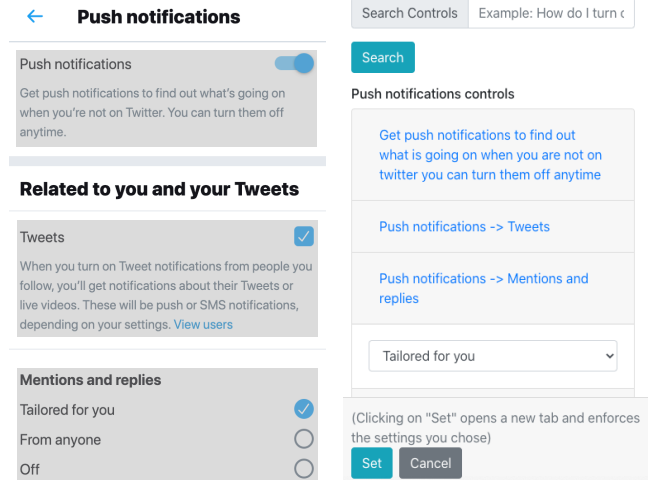 Push notifications
Push notifications
Get push notifications to find out what's going on
when you're not on Twitter. You can turn them off
anytime.
Related to you and your Tweets
Tweets
When you turn on Tweet notifications from people you
follow, you'll get notifications about their Tweets or
live videos. These will be push or SMS notifications,
depending on your settings. View users
Mentions and replies
Tailored for you
From anyone
Off
Search Controls
Example: How do I turn
Search
Push notifications controls
Get push notifications to find out
what is going on when you are not on
twitter you can turn them off anytime
Push notifications -> Tweets
Push notifications -> Mentions and
replies
Tailored for you
(Clicking on "Set" opens a new tab and enforces
the settings you chose)
Set
Cancel